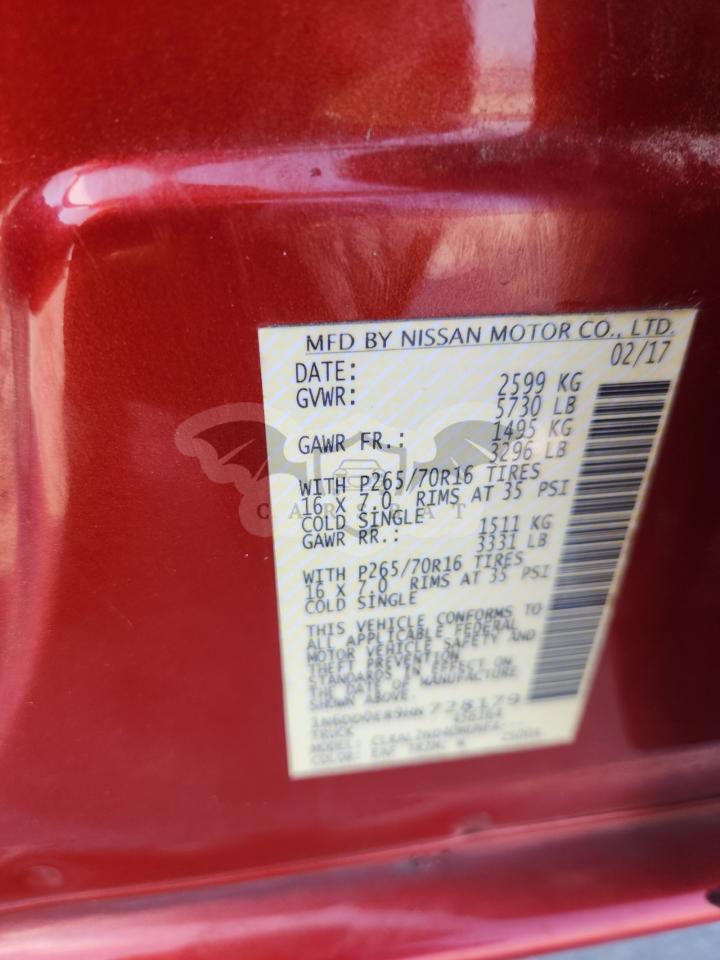 MFD BY NISSAN MOTOR CO., LTD.
DATE: 02/17
GVWR: 2599 KG
5730 LB
GAWR FR.: 1495 KG
3296 LB
WITH P265/70R16 TIRES
16 X 7.0 RIMS AT 35 PSI
COLD SINGLE
GAWR RR.: 1511 KG
3331 LB
WITH P265/70R16 TIRES
16 X 7.0 RIMS AT 35 PSI
COLD SINGLE
THIS VEHICLE CONFORMS TO
ALL APPLICABLE FEDERAL
MOTOR VEHICLE SAFETY AND
THEFT PREVENTION
STANDARDS IN EFFECT ON
THE DATE OF MANUFACTURE
SHOWN ABOVE.
728179
TRUCK
MODEL:
COLOR: TRIM: